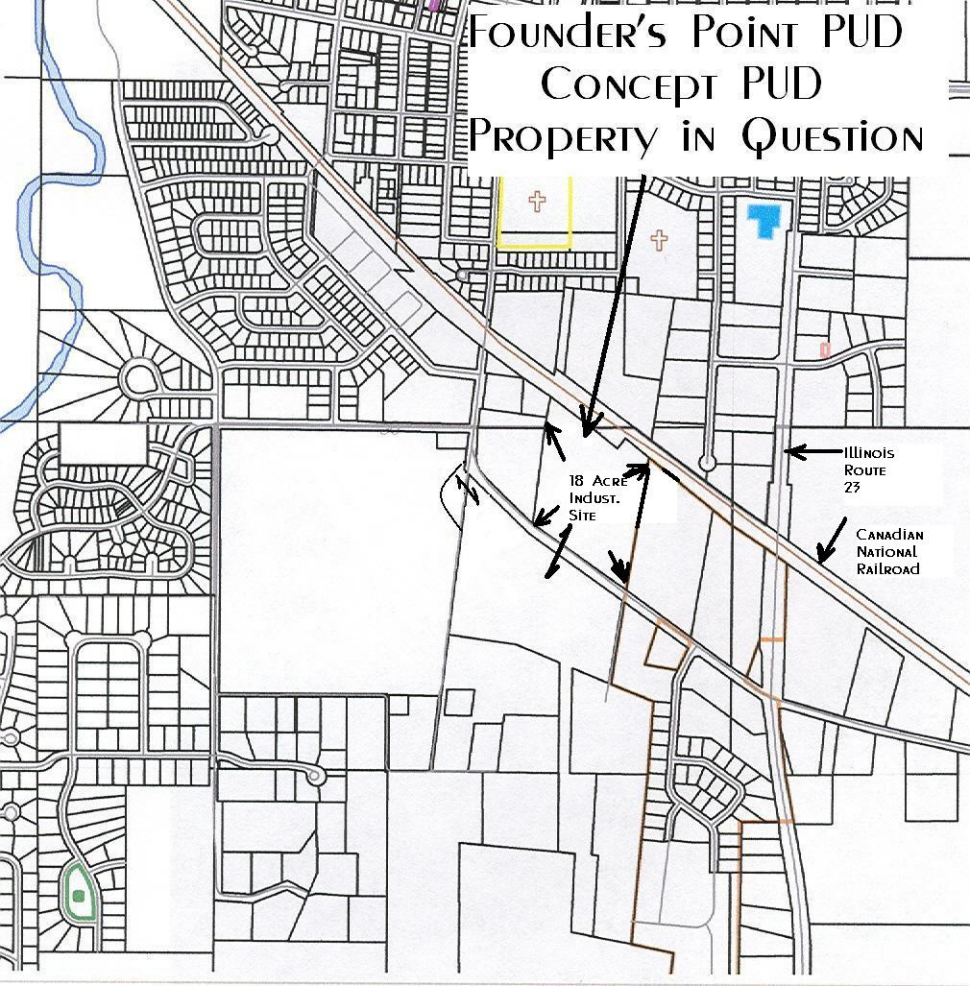 Founder's Point PUD
Concept PUD
Property in Question
18 Acre
Indust.
Site
Illinois
Route
23
Canadian
National
Railroad